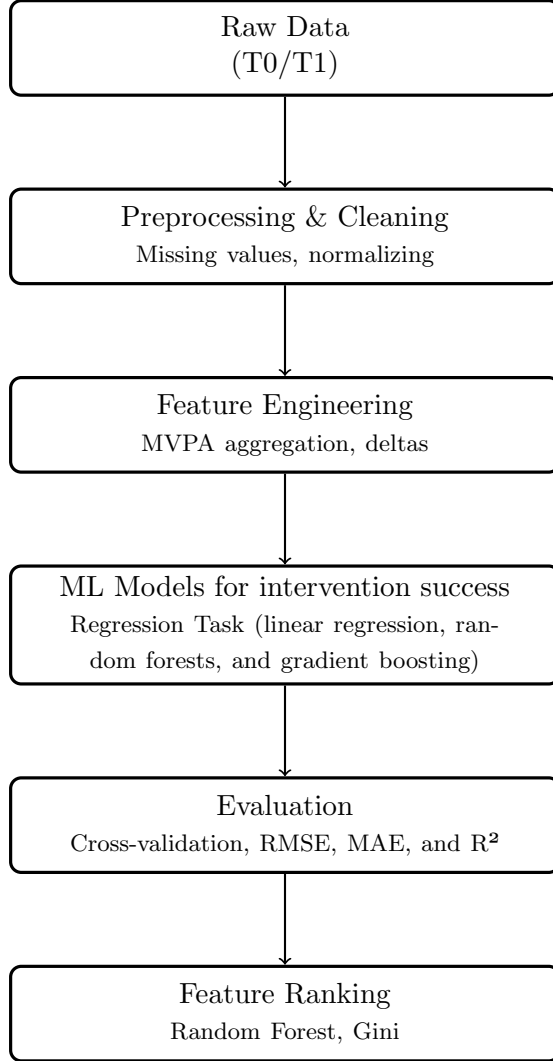 Raw Data
(T0/T1)
Preprocessing & Cleaning
Missing values, normalizing
Feature Engineering
MVPA aggregation, deltas
ML Models for intervention success
Regression Task (linear regression, ran-
dom forests, and gradient boosting)
Evaluation
Cross-validation, RMSE, MAE, and R²
Feature Ranking
Random Forest, Gini